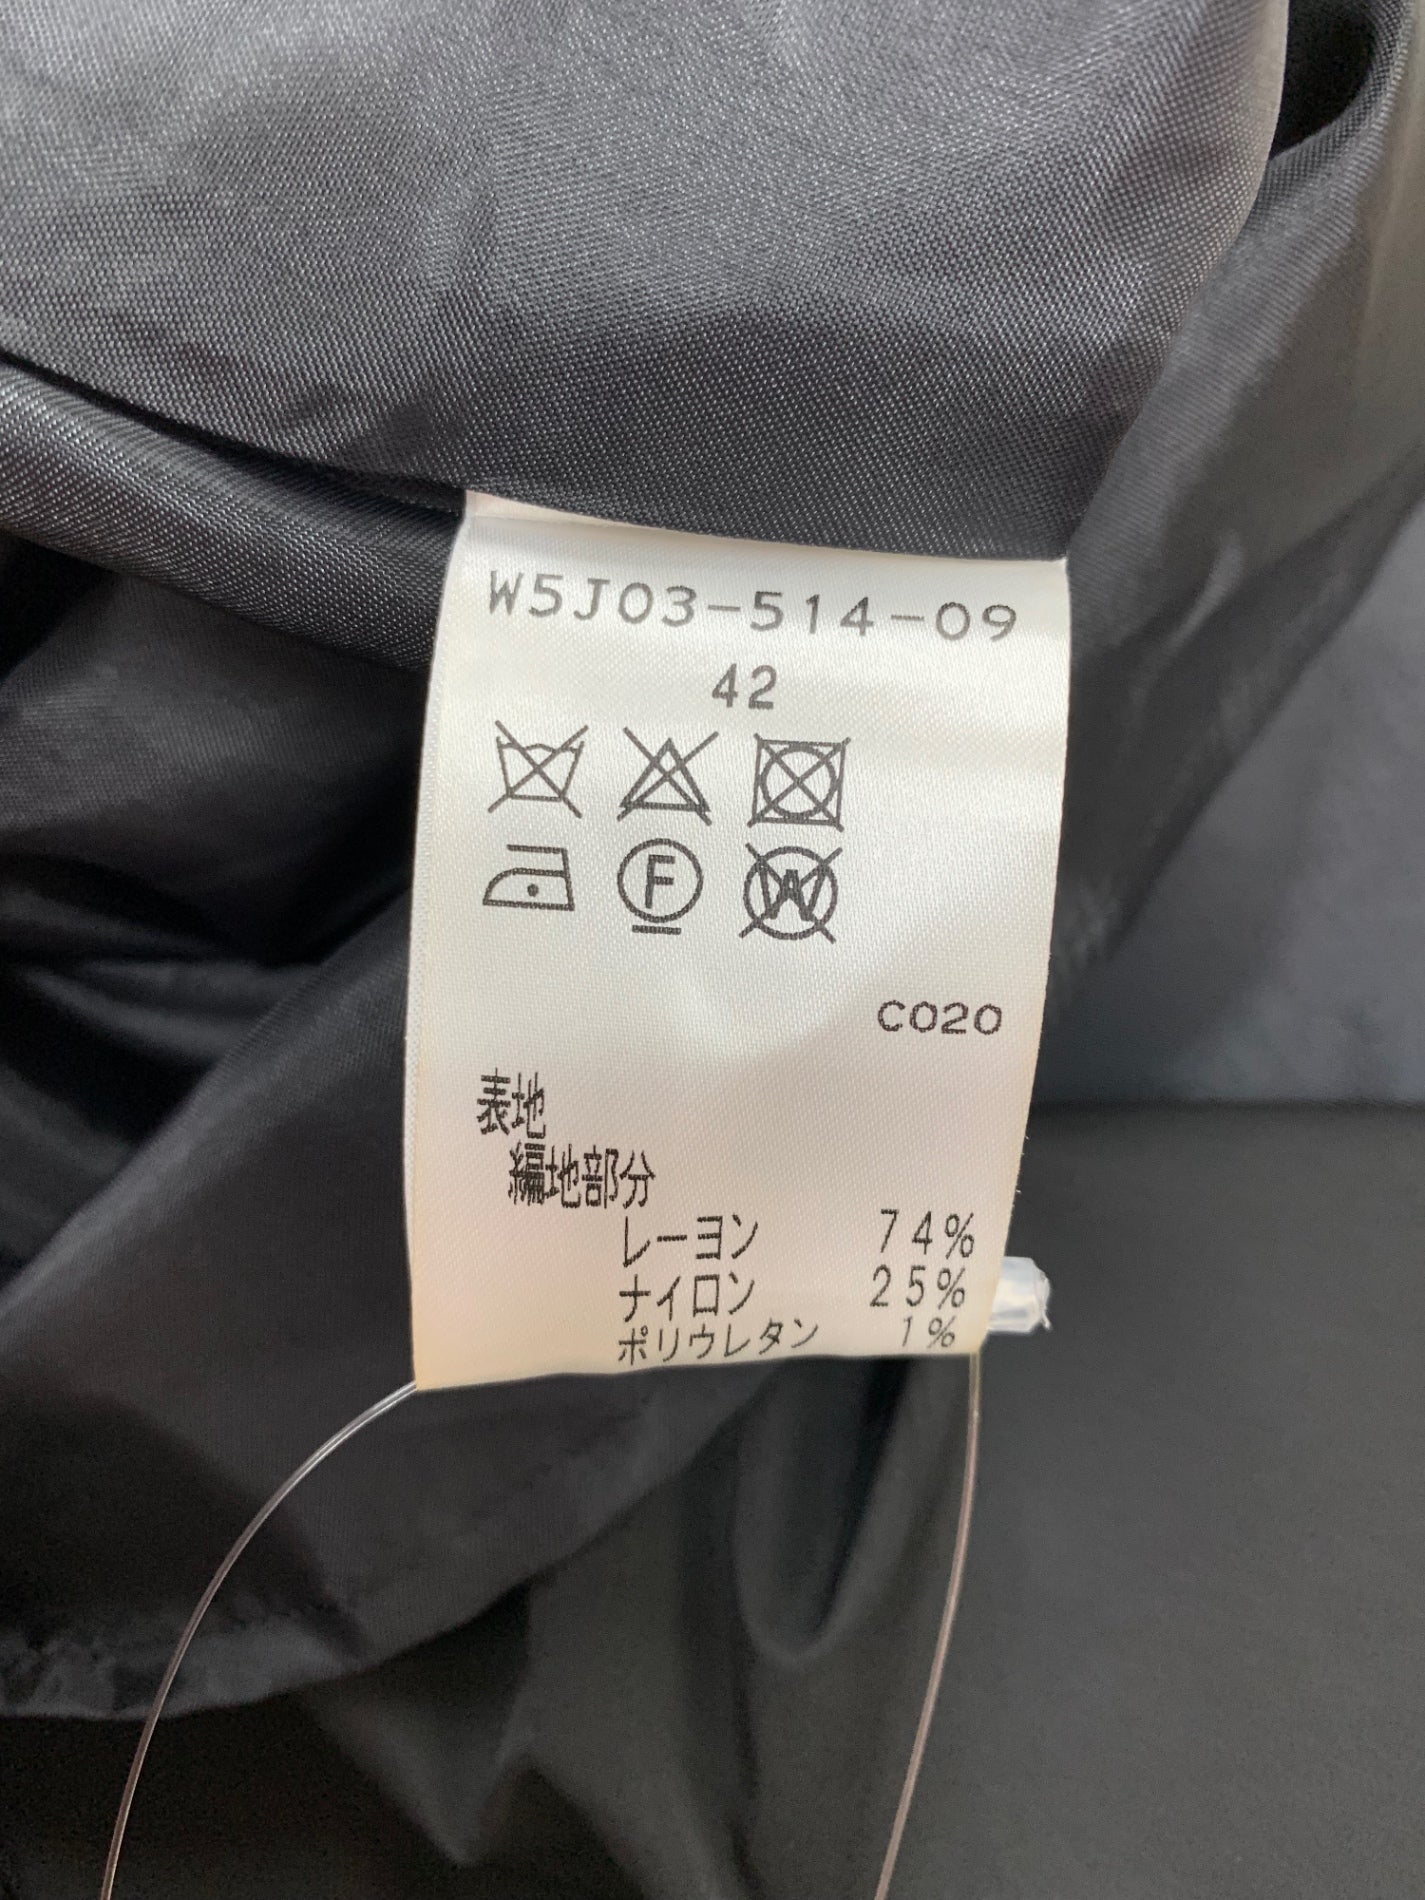 W5J03-514-09
42
F
W
C020
表地
編地部分
レーヨン 74%
ナイロン 25%
ポリウレタン 1%